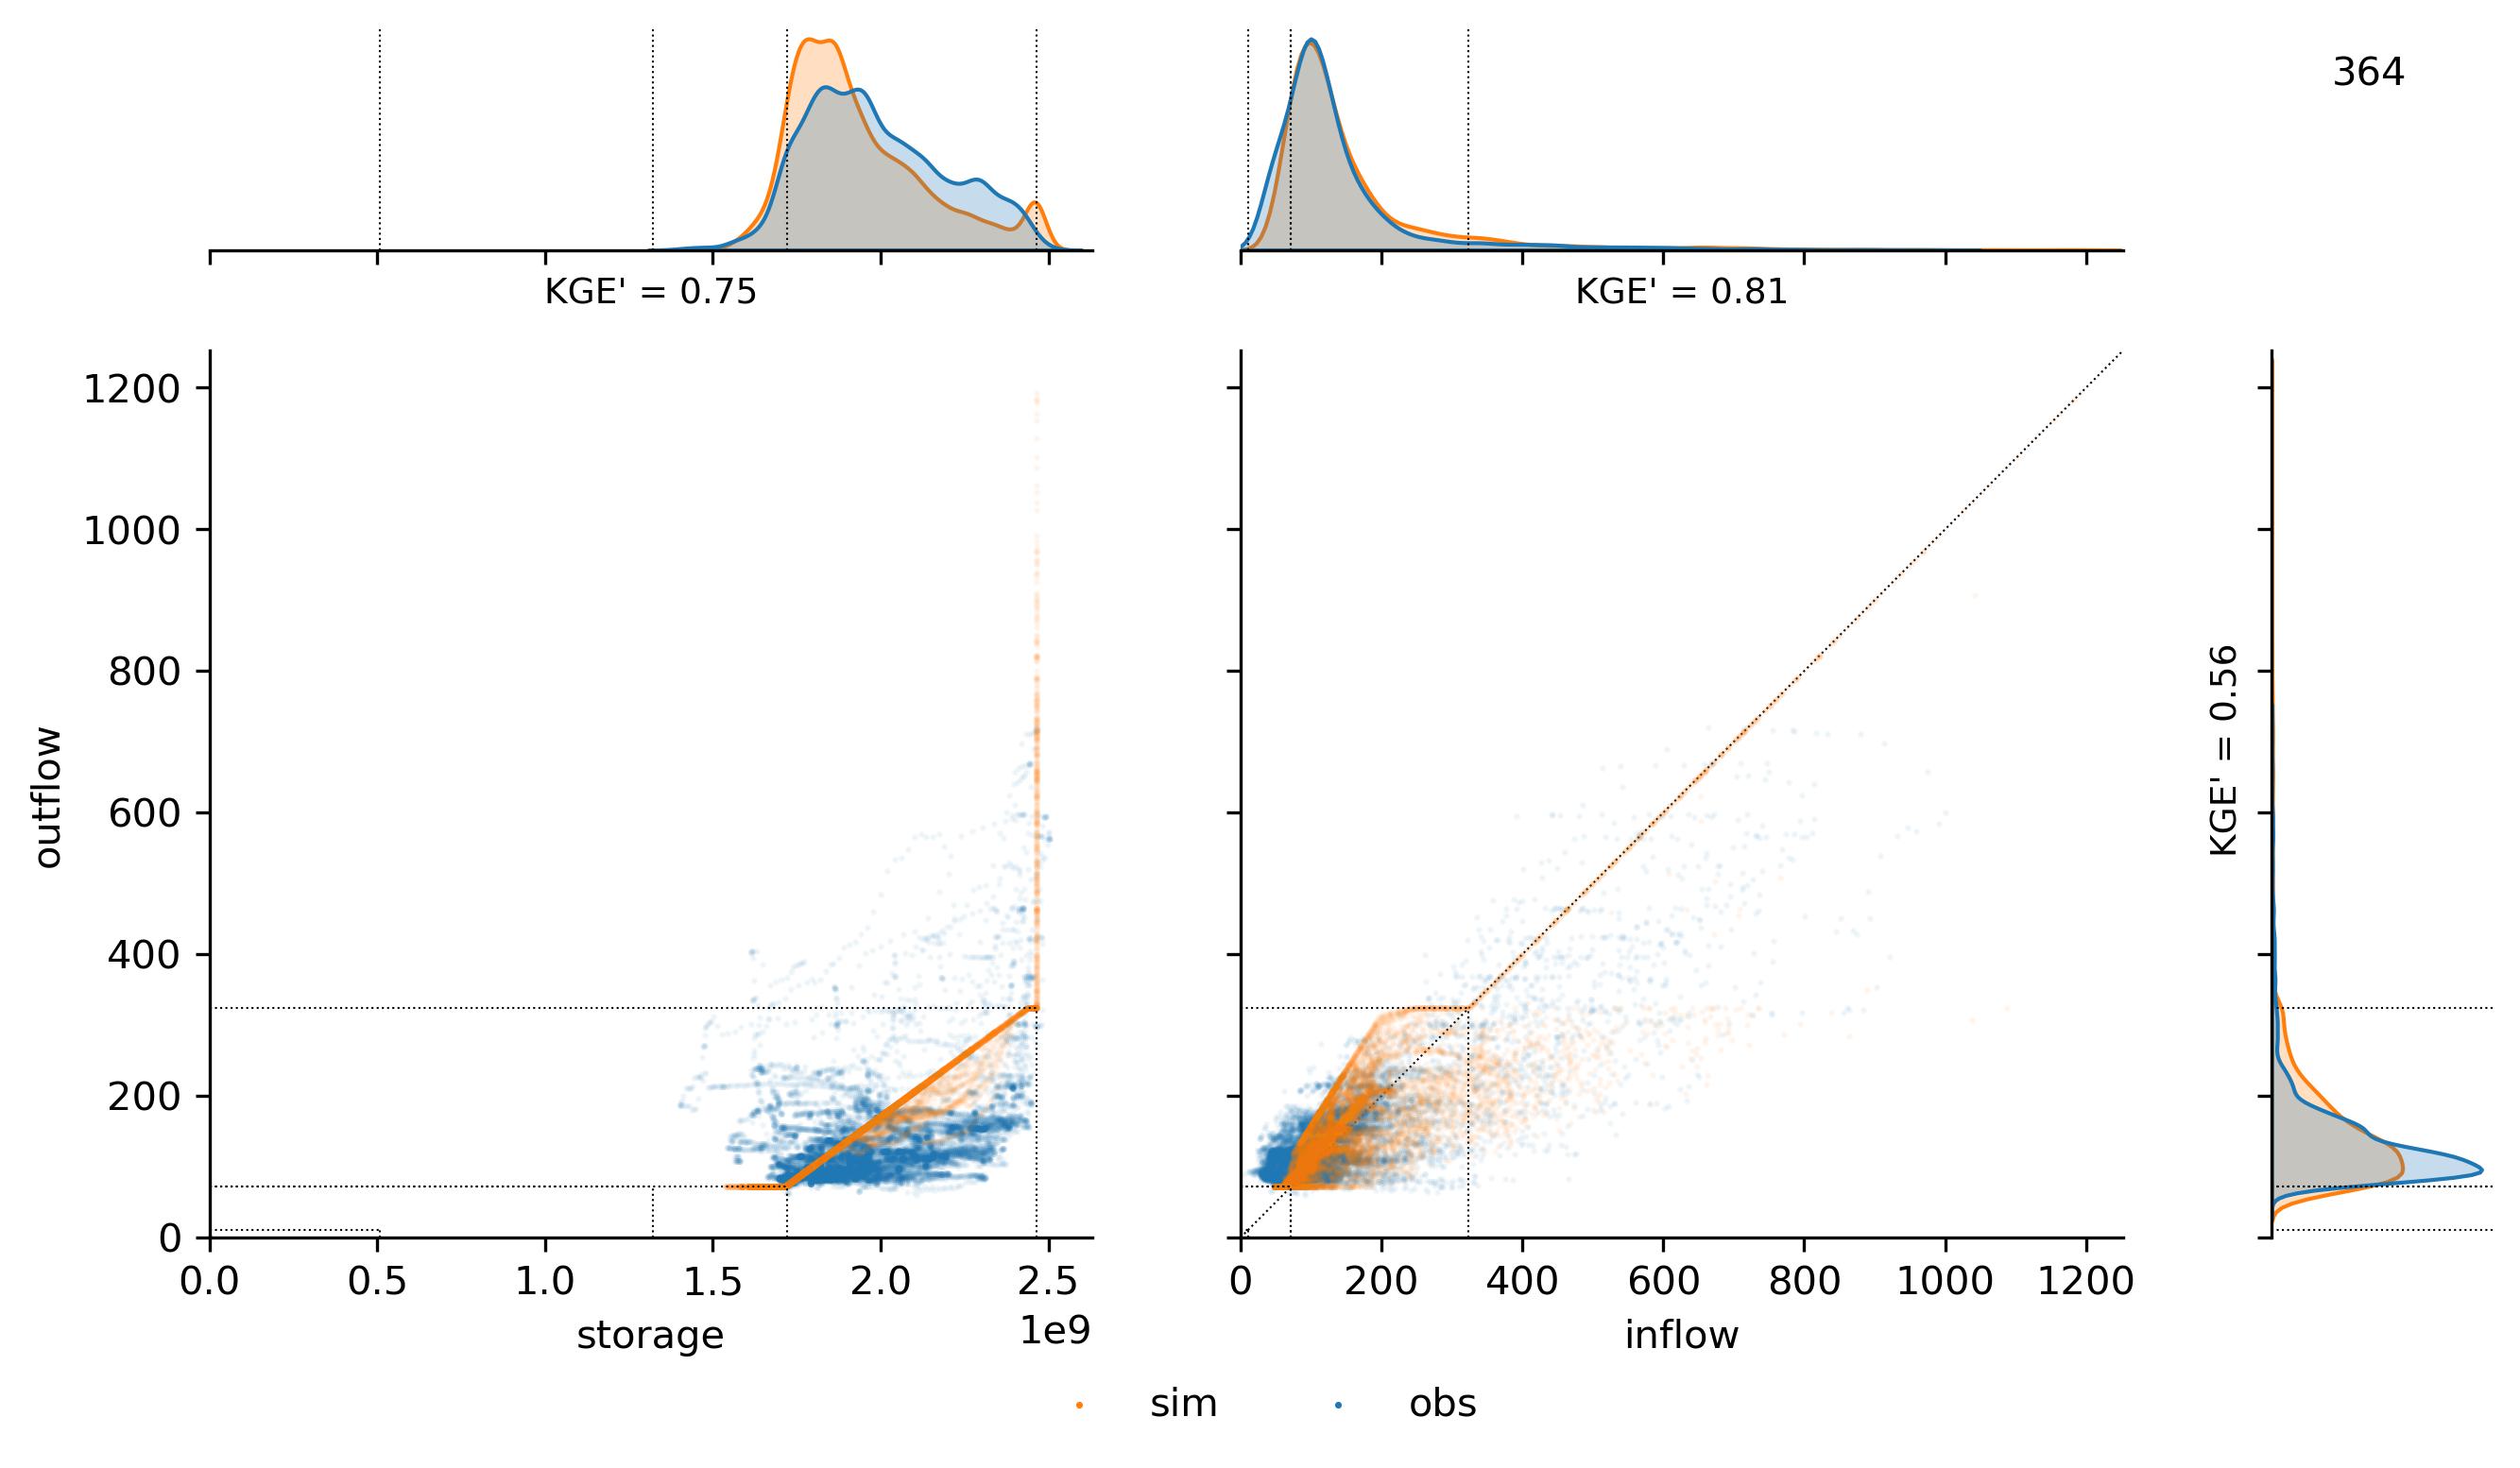 364
KGE' = 0.75
KGE' = 0.81
1200
1000
800
600
400
200
0
outflow
KGE' = 0.56
0.0 0.5 1.0 1.5 2.0 2.5
1e9
storage
0 200 400 600 800 1000 1200
inflow
sim obs